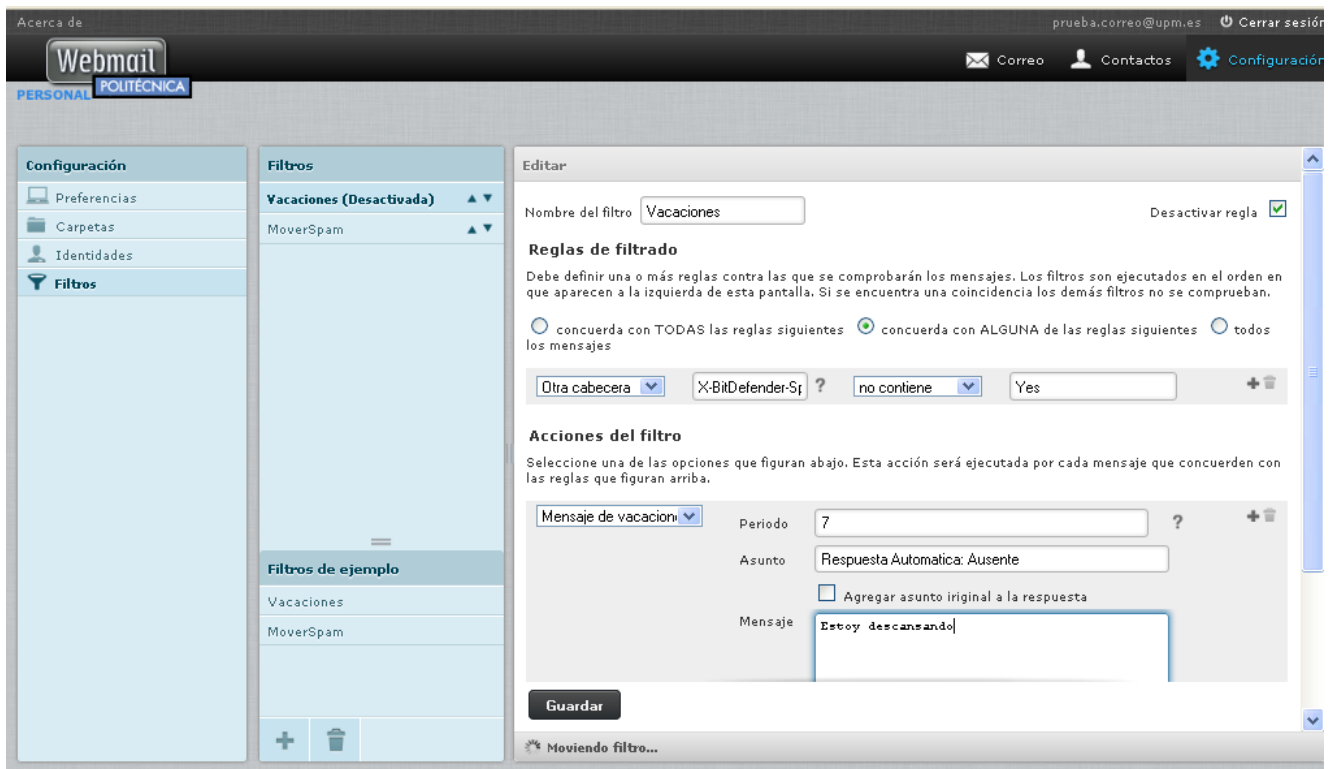 Acerca de
prueba.correo@upm.es Cerrar sesión
Webmail
POLITÉCNICA
PERSONAL
Correo Contactos Configuración
Configuración
Preferencias
Carpetas
Identidades
Filtros
Filtros
Vacaciones (Desactivada)
MoverSpam
Filtros de ejemplo
Vacaciones
MoverSpam
Editar
Nombre del filtro Vacaciones Desactivar regla
Reglas de filtrado
Debe definir una o más reglas contra las que se comprobarán los mensajes. Los filtros son ejecutados en el orden en
que aparecen a la izquierda de esta pantalla. Si se encuentra una coincidencia los demás filtros no se comprueban.
concuerda con TODAS las reglas siguientes concuerda con ALGUNA de las reglas siguientes todos
los mensajes
Otra cabecera X-BitDefender-Sp ? no contiene Yes
Acciones del filtro
Seleccione una de las opciones que figuran abajo. Esta acción será ejecutada por cada mensaje que concuerden con
las reglas que figuran arriba.
Mensaje de vacacion Periodo 7 ?
Asunto Respuesta Automatica: Ausente
Agregar asunto iriginal a la respuesta
Mensaje Estoy descansando
Guardar
Moviendo filtro...